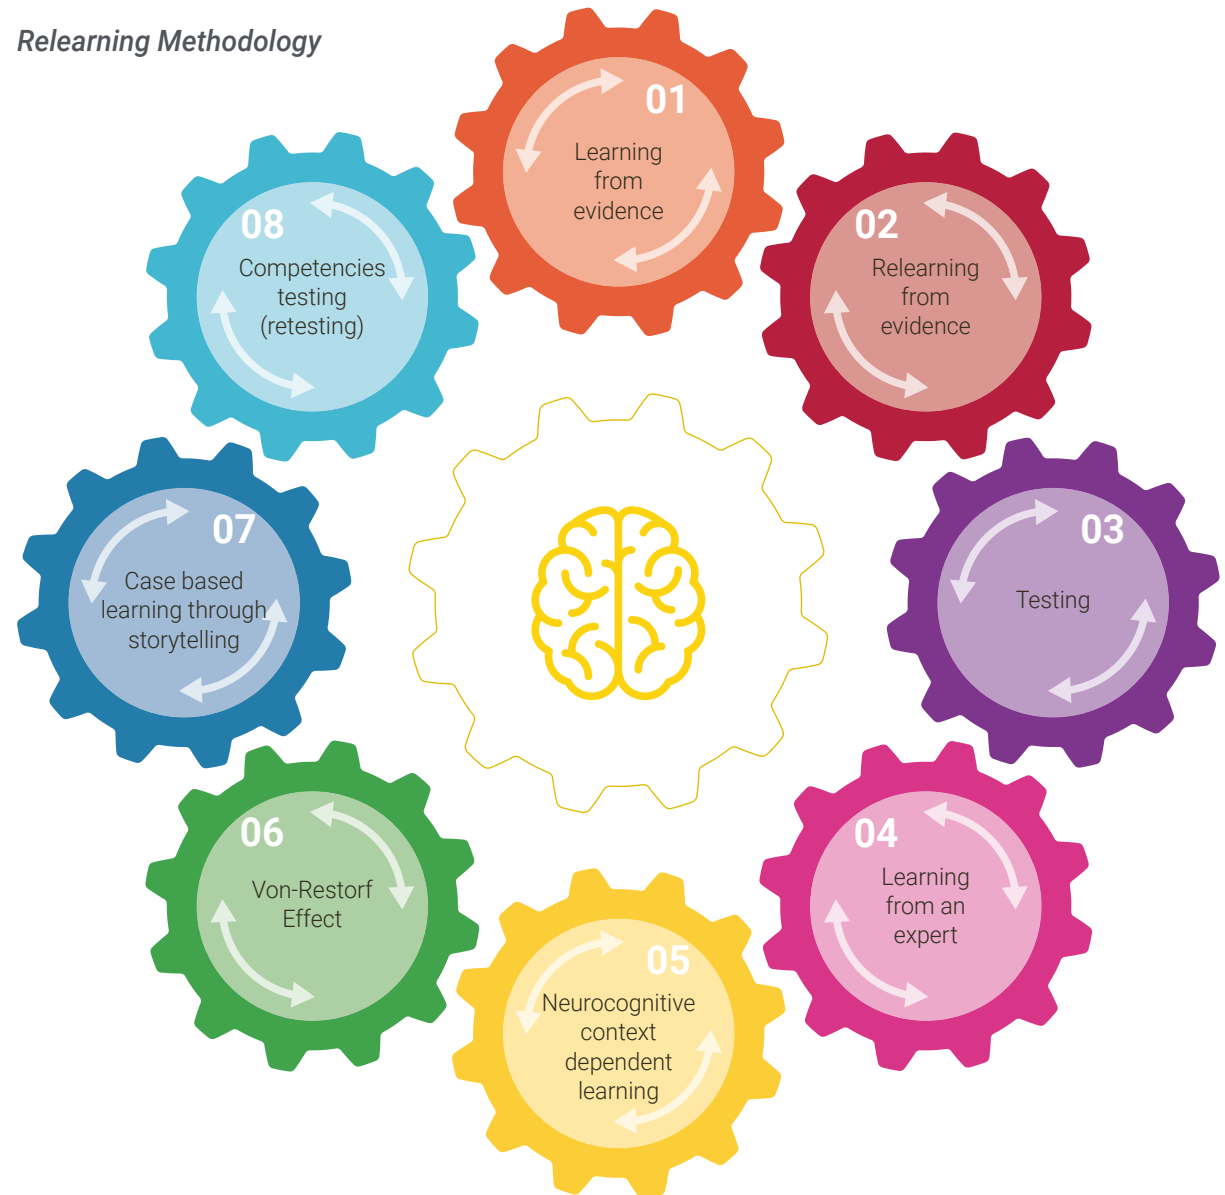 Relearning Methodology
01
Learning
from
evidence
02
Relearning
from
evidence
03
Testing
04
Learning
from an
expert
05
Neurocognitive
context
dependent
learning
06
Von-Restorf
Effect
07
Case based
learning through
storytelling
08
Competencies
testing
(retesting)